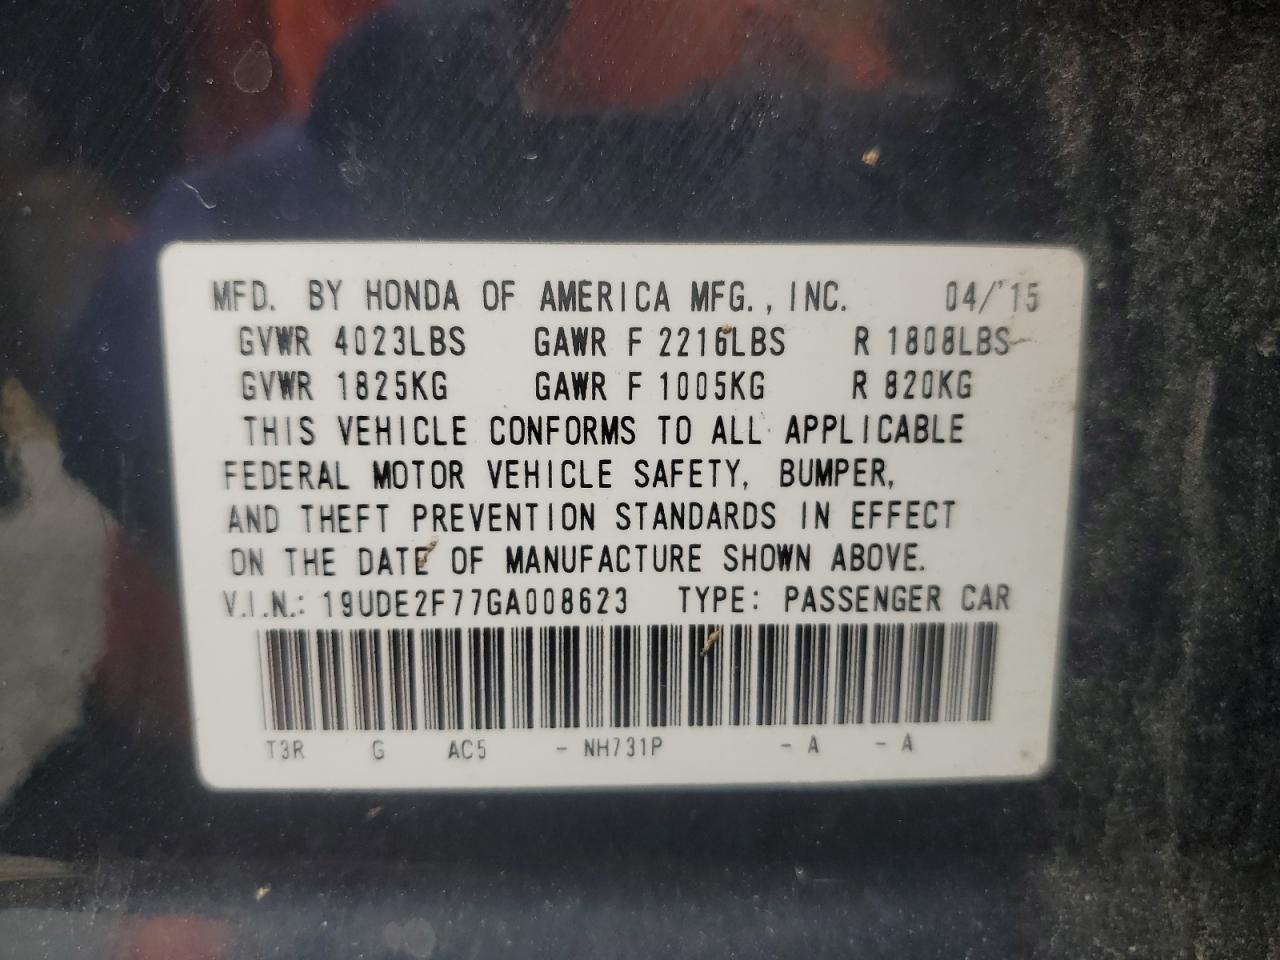 MFD. BY HONDA OF AMERICA MFG., INC. 04/'15
GVWR 4023LBS GAWR F 2216LBS R 1808LBS
GVWR 1825KG GAWR F 1005KG R 820KG
THIS VEHICLE CONFORMS TO ALL APPLICABLE
FEDERAL MOTOR VEHICLE SAFETY, BUMPER,
AND THEFT PREVENTION STANDARDS IN EFFECT
ON THE DATE OF MANUFACTURE SHOWN ABOVE.
V.I.N.: 19UDE2F77GA008623 TYPE: PASSENGER CAR
T3R G AC5 - NH731P - A - A